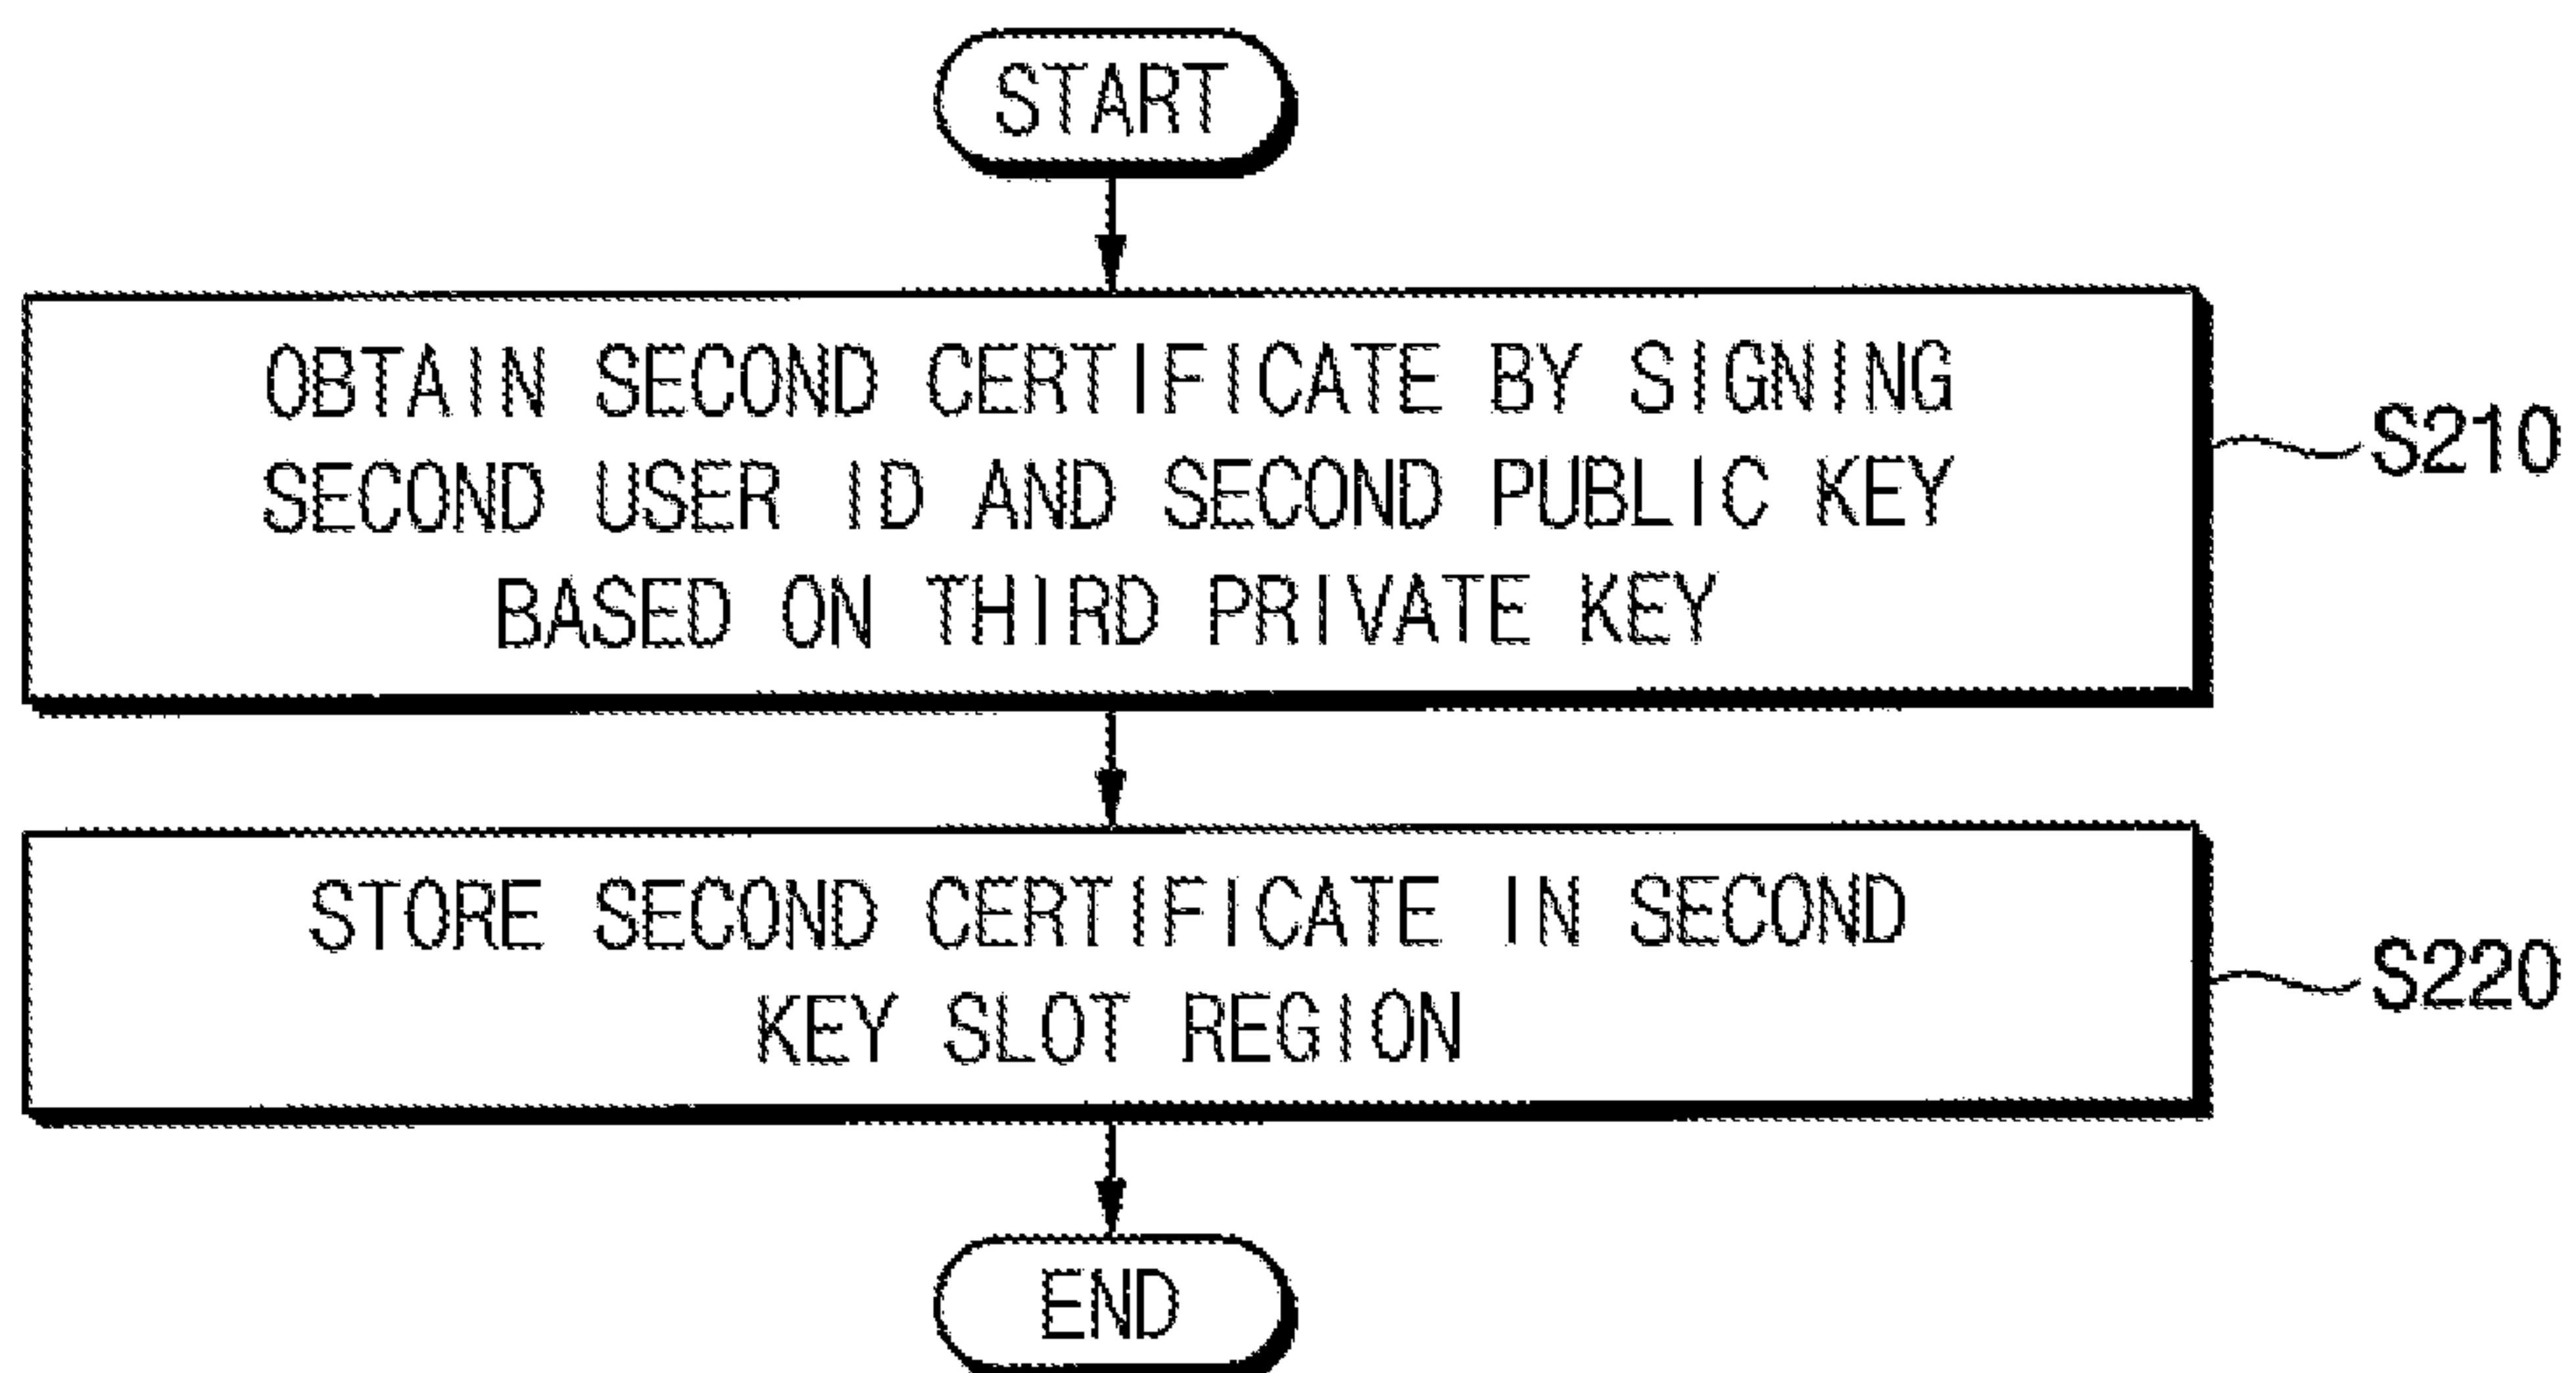 START
OBTAIN SECOND CERTIFICATE BY SIGNING
SECOND USER ID AND SECOND PUBLIC KEY
BASED ON THIRD PRIVATE KEY
S210
STORE SECOND CERTIFICATE IN SECOND
KEY SLOT REGION
S220
END